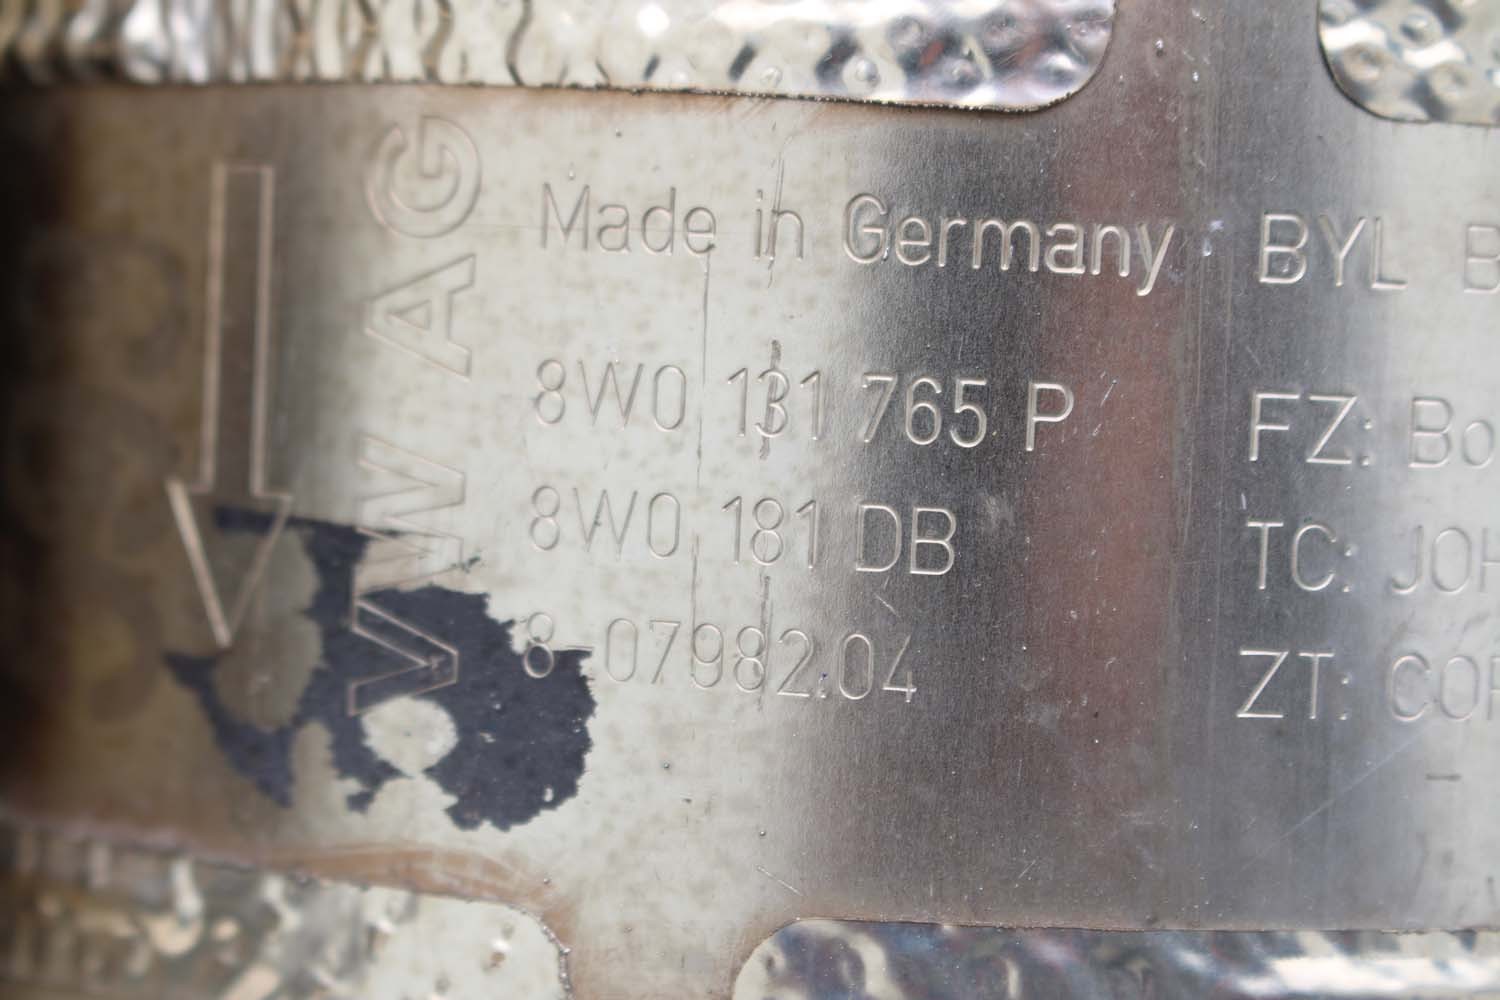 VW AG
Made in Germany
8W0 131 765 P
8W0 181 DB
8-07982.04
BYL B
FZ: Bo
TC: JOH
ZT: COR